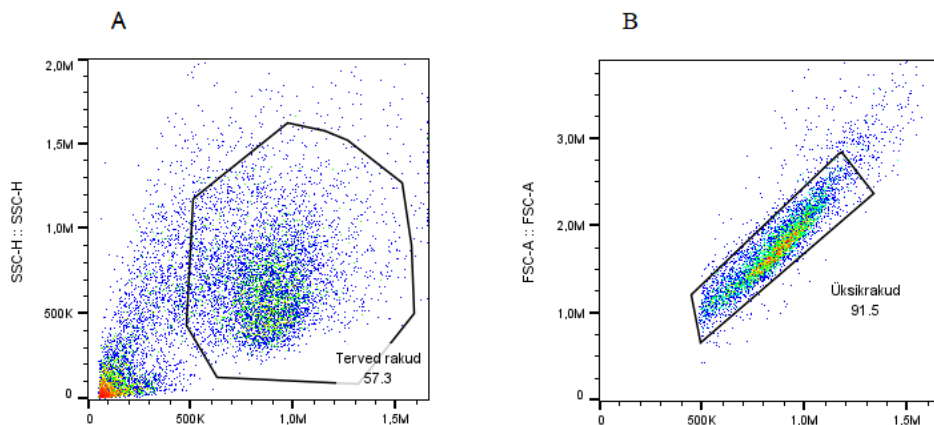 A
SSC-H :: SSC-H
2,0M
1,5M
1,0M
500K
0
0
500K
1,0M
1,5M
Terved rakud
57.3
B
FSC-A :: FSC-A
3,0M
2,0M
1,0M
0
0
500K
1,0M
1,5M
Üksikrakud
91.5